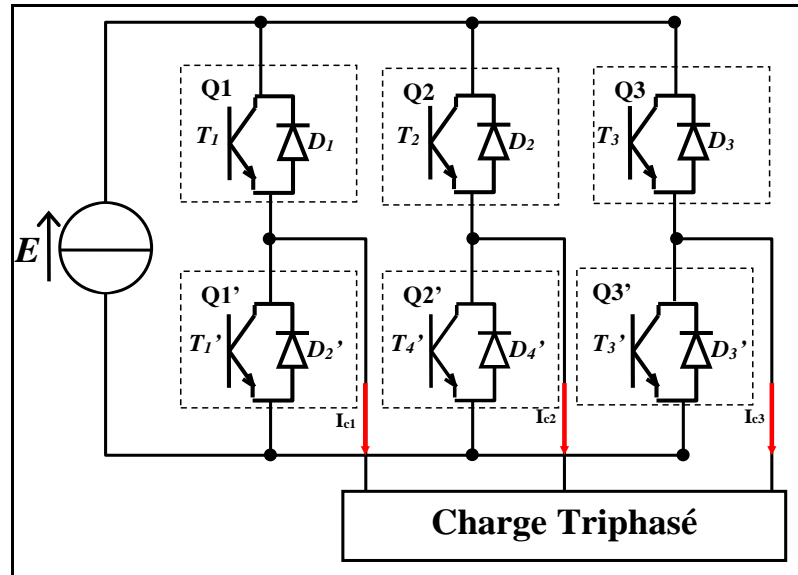 Q1
Q2
Q3
T1
D1
T2
D2
T3
D3
E
Q1’
Q2’
Q3’
T1’
D2’
T4’
D4’
T3’
D3’
Ic1
Ic2
Ic3
Charge Triphasé